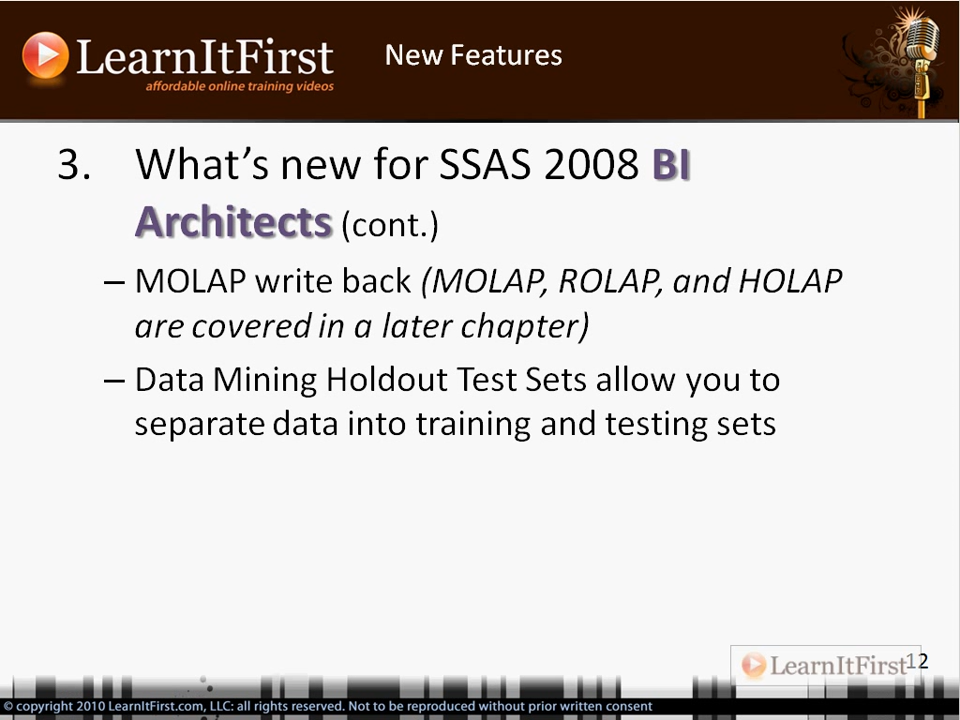 LearnItFirst
affordable online training videos
New Features
3. What’s new for SSAS 2008 BI
Architects (cont.)
– MOLAP write back (MOLAP, ROLAP, and HOLAP
are covered in a later chapter)
– Data Mining Holdout Test Sets allow you to
separate data into training and testing sets
LearnItFirst
12
© copyright 2010 LearnItFirst.com, LLC: all rights reserved. Not to be reproduced without prior written consent